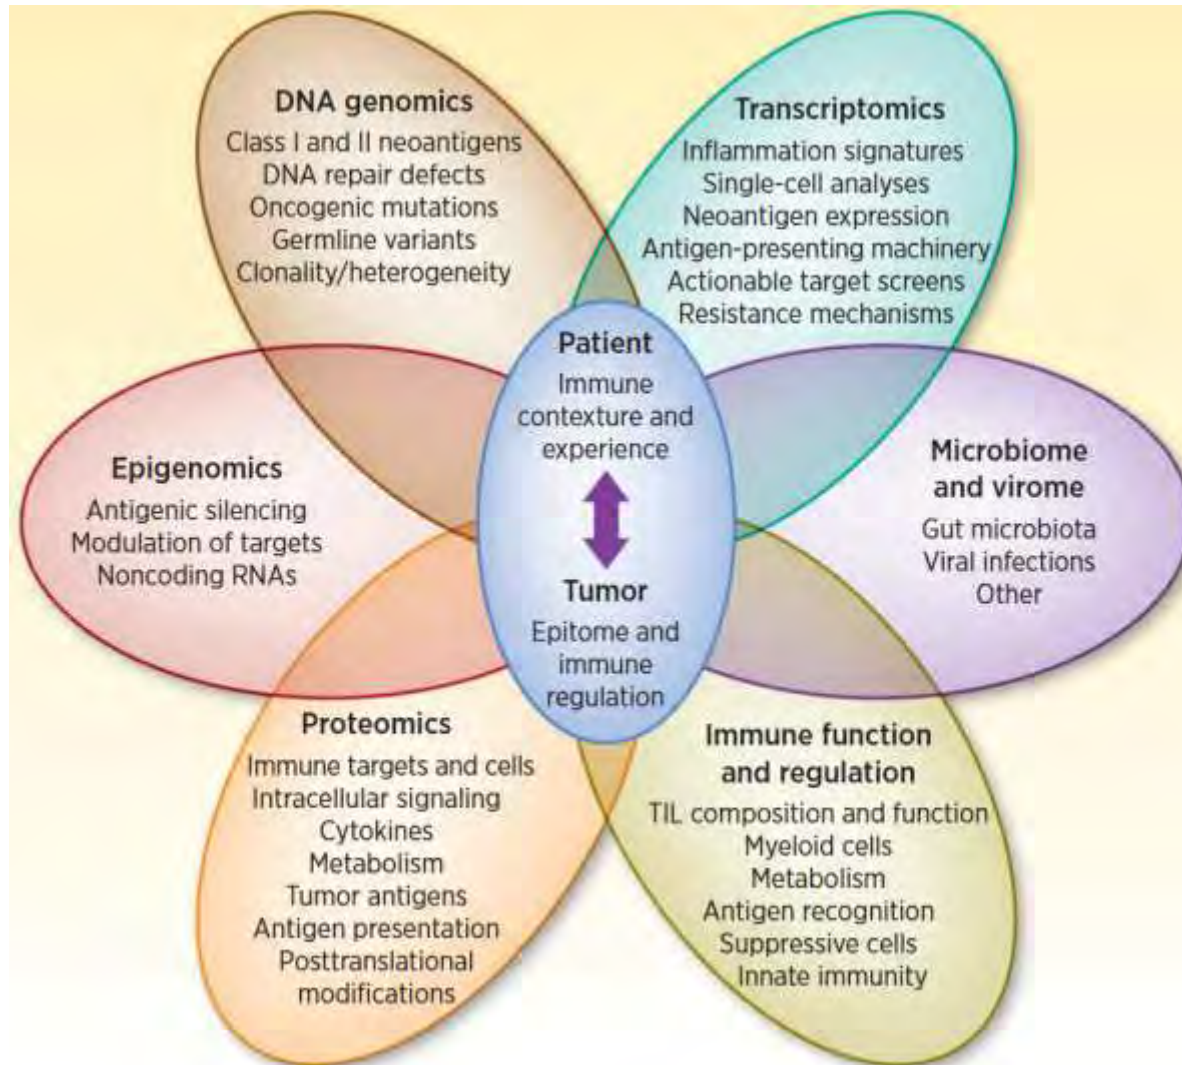 DNA genomics
Class I and II neoantigens
DNA repair defects
Oncogenic mutations
Germline variants
Clonality/heterogeneity
Transcriptomics
Inflammation signatures
Single-cell analyses
Neoantigen expression
Antigen-presenting machinery
Actionable target screens
Resistance mechanisms
Patient
Immune
contexture and
experience
Tumor
Epitome and
immune
regulation
Epigenomics
Antigenic silencing
Modulation of targets
Noncoding RNAs
Microbiome
and virome
Gut microbiota
Viral infections
Other
Proteomics
Immune targets and cells
Intracellular signaling
Cytokines
Metabolism
Tumor antigens
Antigen presentation
Posttranslational
modifications
Immune function
and regulation
TIL composition and function
Myeloid cells
Metabolism
Antigen recognition
Suppressive cells
Innate immunity